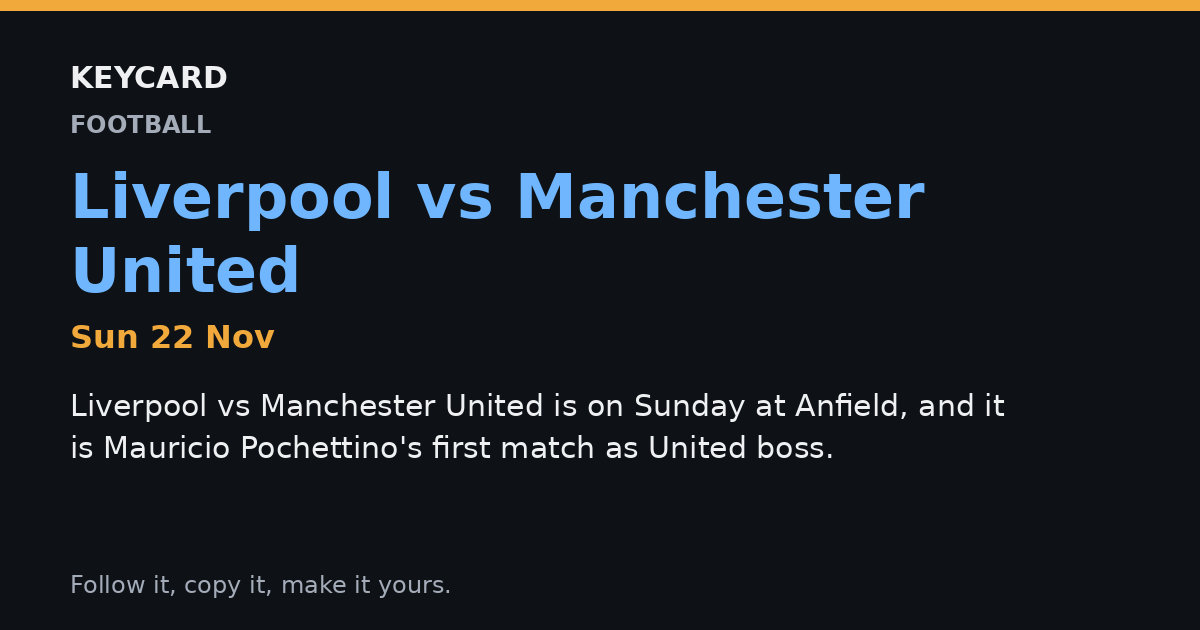 KEYCARD
FOOTBALL
Liverpool vs Manchester
United
Sun 22 Nov
Liverpool vs Manchester United is on Sunday at Anfield, and it
is Mauricio Pochettino's first match as United boss.
Follow it, copy it, make it yours.